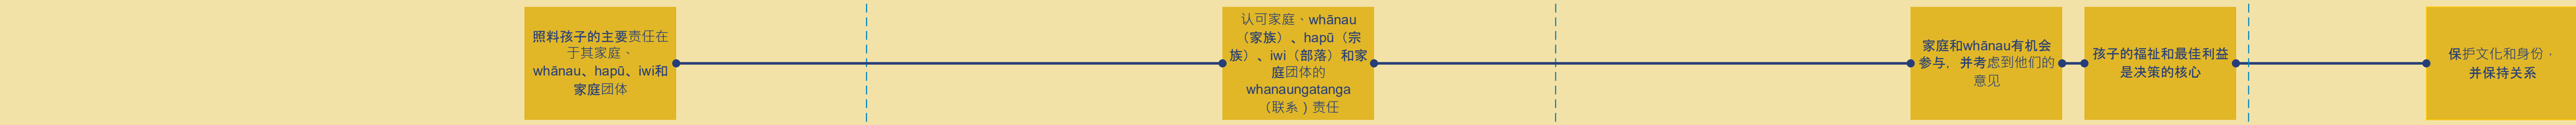 照料孩子的主要责任在
于其家庭、
whānau、hapū、iwi和
家庭团体
认可家庭、whānau
（家族）、hapū（宗
族）、iwi（部落）和家
庭团体的
whanaungatanga
（联系）责任
家庭和whānau有机会
参与，并考虑到他们的
意见
孩子的福祉和最佳利益
是决策的核心
保护文化和身份，
并保持关系